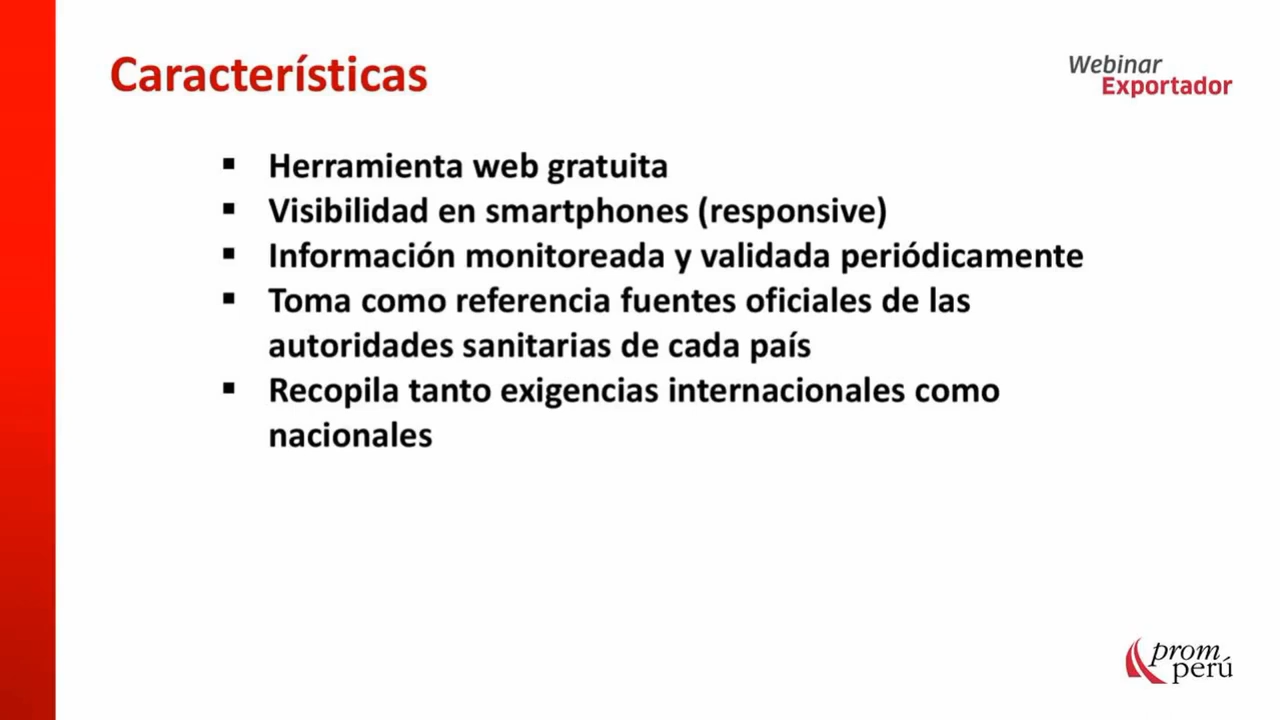 Características
Webinar
Exportador
▪ Herramienta web gratuita
▪ Visibilidad en smartphones (responsive)
▪ Información monitoreada y validada periódicamente
▪ Toma como referencia fuentes oficiales de las
autoridades sanitarias de cada país
▪ Recopila tanto exigencias internacionales como
nacionales
prom
perú